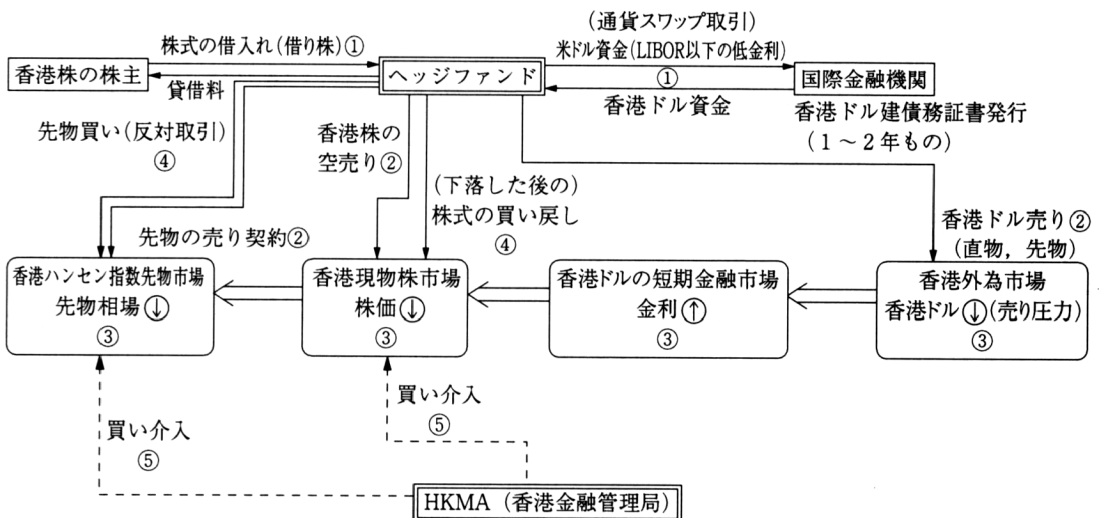 (通貨スワップ取引)
株式の借入れ(借り株)①
米ドル資金(LIBOR以下の低金利)
香港株の株主
ヘッジファンド
①
国際金融機関
貸借料
香港ドル資金
香港ドル建債務証書発行
(1～2年もの)
先物買い(反対取引)
④
香港株の
空売り②
(下落した後の)
株式の買い戻し
④
先物の売り契約②
香港ドル売り②
(直物，先物)
香港ハンセン指数先物市場
先物相場↓
③
香港現物株市場
株価↓
③
香港ドルの短期金融市場
金利↑
③
香港外為市場
香港ドル↓(売り圧力)
③
買い介入
⑤
買い介入
⑤
HKMA（香港金融管理局）